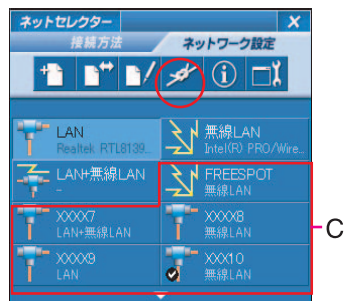 ネットセレクター X
接続方法 ネットワーク設定
LAN
Realtek RTL8139...
無線LAN
Intel(R) PRO/Wire...
LAN+無線LAN
-
FREESPOT
無線LAN
XXXX7
LAN+無線LAN
XXXX8
無線LAN
XXXX9
LAN
XXX10
無線LAN
C